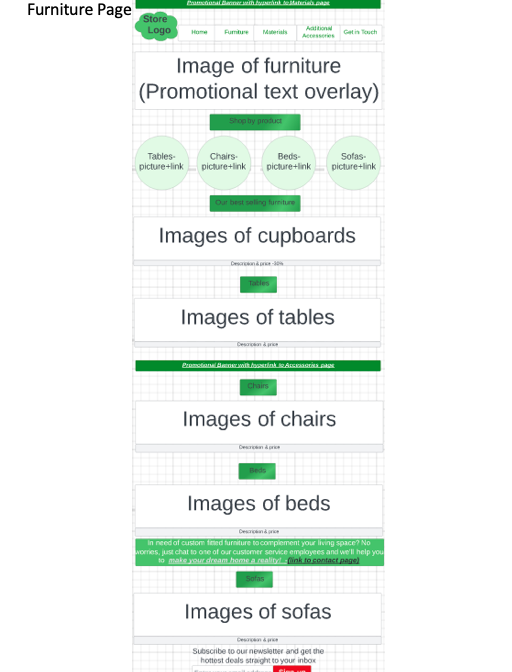 Furniture Page
Promotional Banner with hyperlink to Materials page
Store
Logo
Home
Furniture
Materials
Additional
Accessories
Get in Touch
Image of furniture
(Promotional text overlay)
Shop by product
Tables-
picture+link
Chairs-
picture+link
Beds-
picture+link
Sofas-
picture+link
Our best selling furniture
Images of cupboards
Description & price -30%
Tables
Images of tables
Description & price
Promotional Banner with hyperlink to Accessories page
Chairs
Images of chairs
Description & price
Beds
Images of beds
Description & price
In need of custom fitted furniture to complement your living space? No
worries, just chat to one of our customer service employees and we'll help you
to make your dream home a reality! (link to contact page)
Sofas
Images of sofas
Description & price
Subscribe to our newsletter and get the
hottest deals straight to your inbox
Sign up